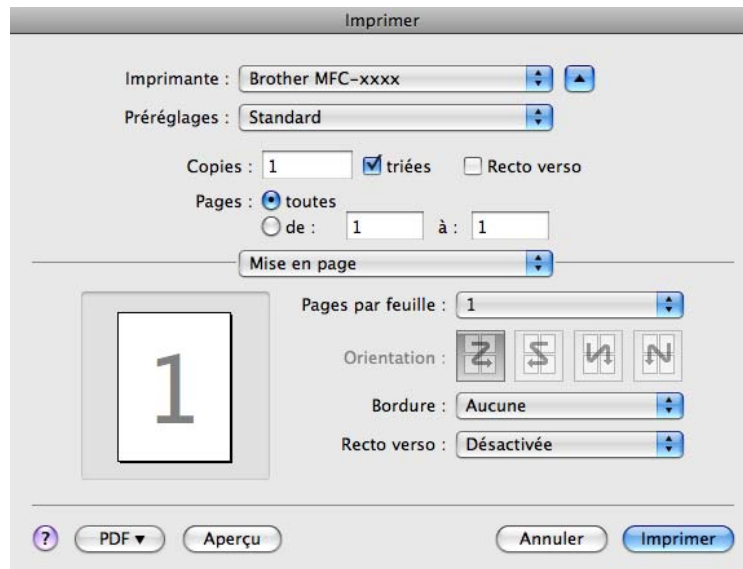 Imprimer
Imprimante : Brother MFC-xxxx
Préréglages : Standard
Copies : 1 triées Recto verso
Pages : toutes
de : 1 à : 1
Mise en page
Pages par feuille : 1
1
Orientation :
Bordure : Aucune
Recto verso : Désactivée
? PDF▼ Aperçu Annuler Imprimer